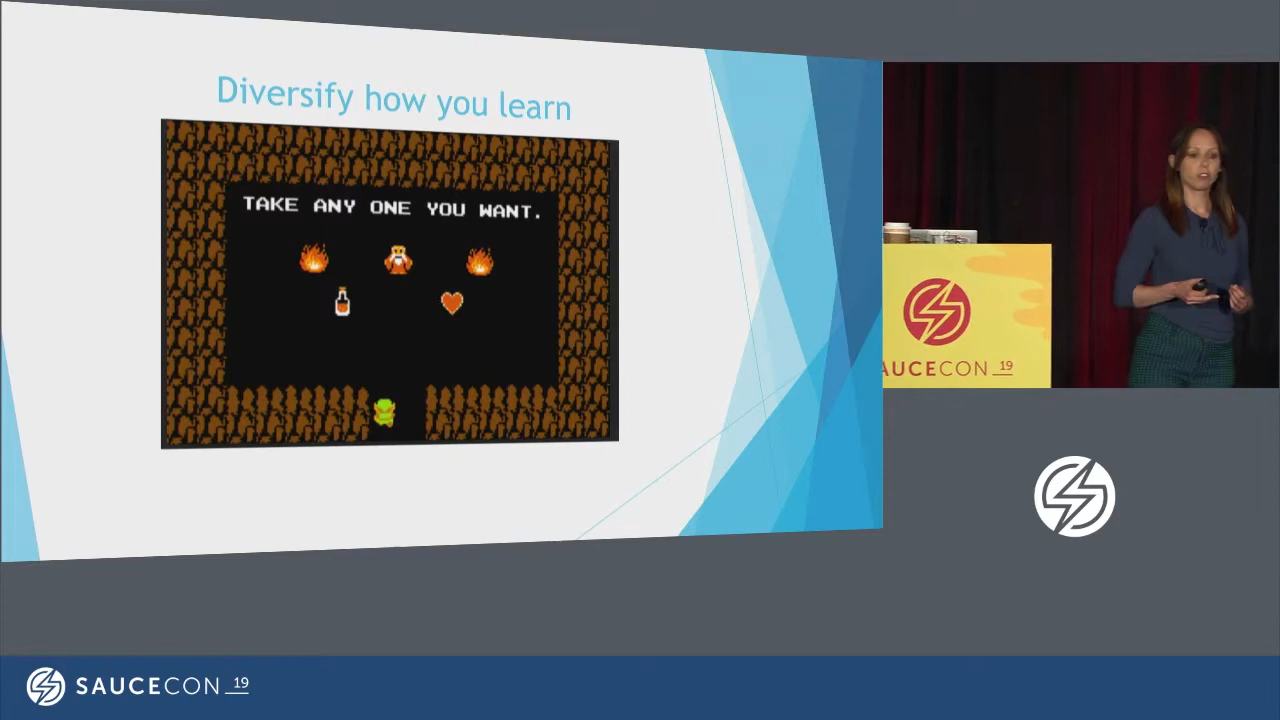 Diversify how you learn
TAKE ANY ONE YOU WANT.
AUCECON 19
SAUCECON 19